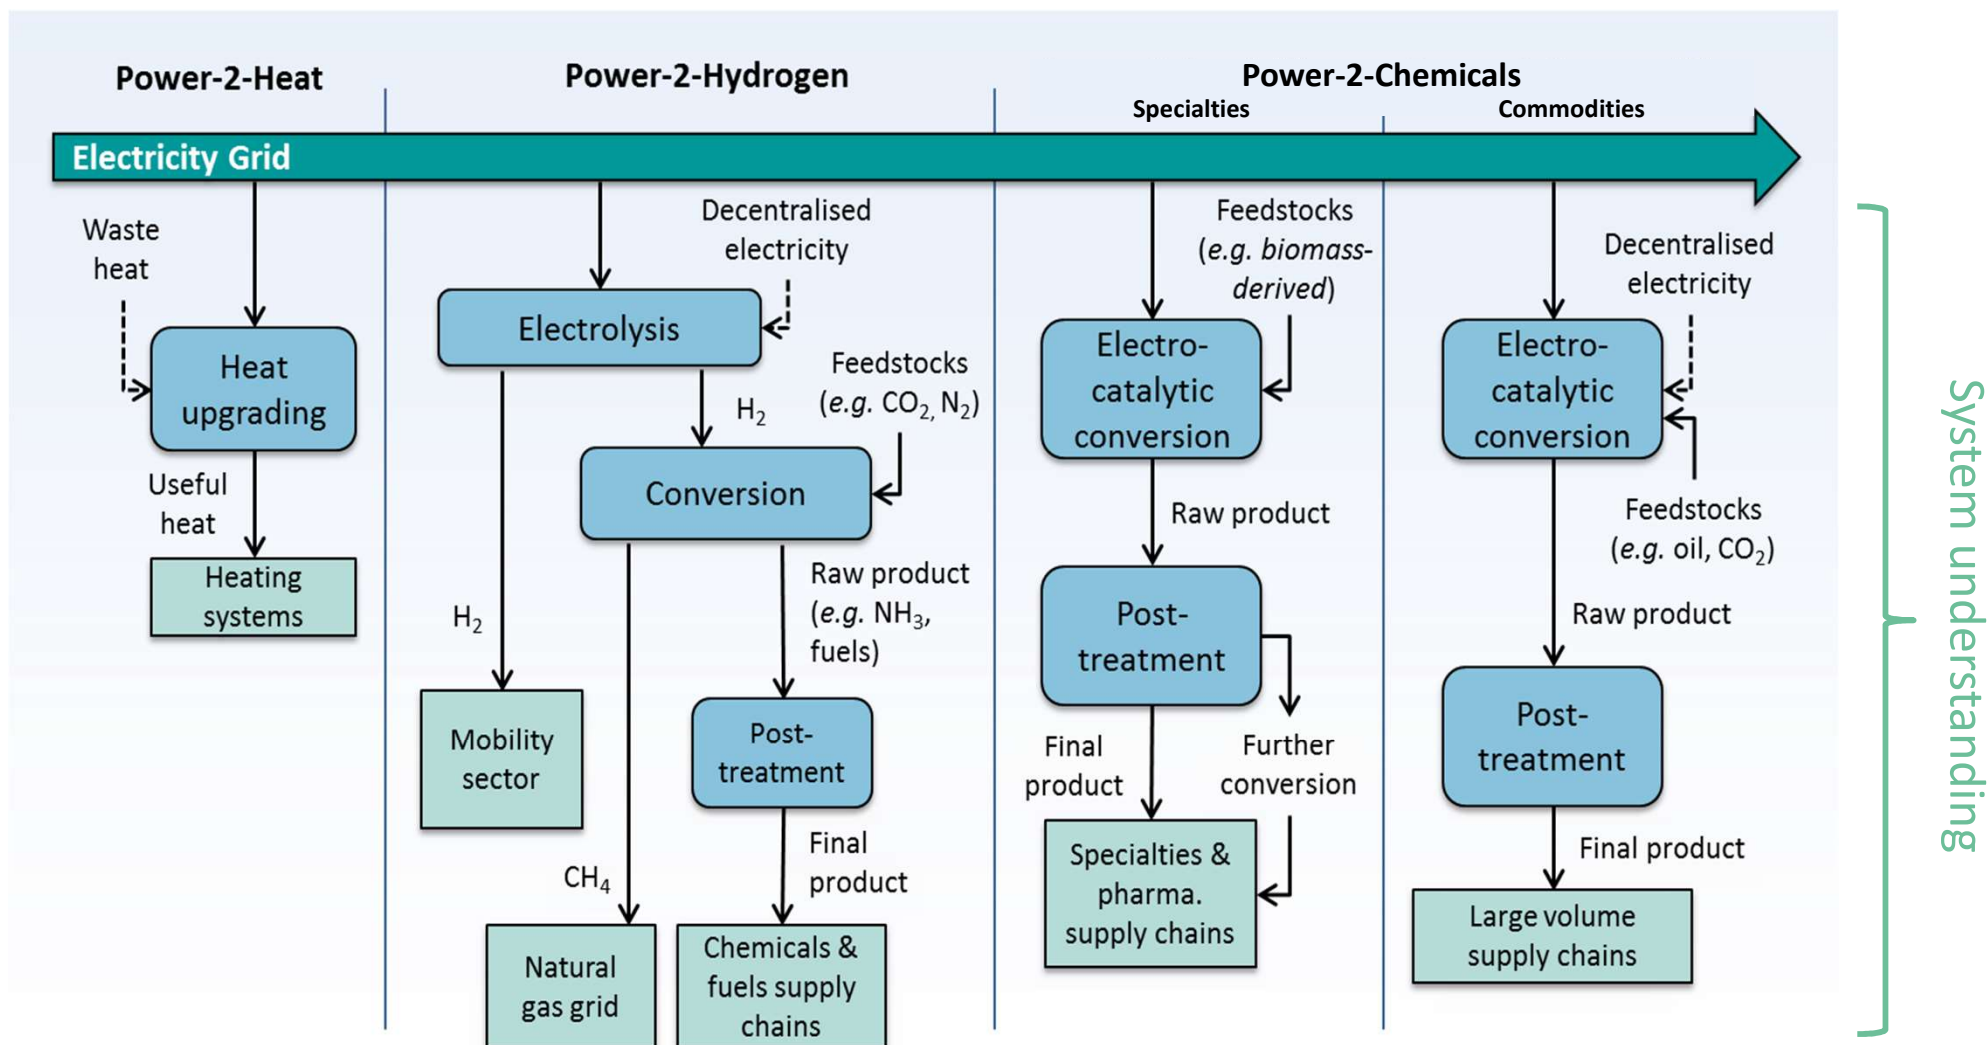 Power-2-Heat
Power-2-Hydrogen
Power-2-Chemicals
Specialties
Commodities
Electricity Grid
Waste
heat
Heat
upgrading
Useful
heat
Heating
systems
Decentralised
electricity
Electrolysis
Feedstocks
(e.g. CO2, N2)
H2
Conversion
H2
Raw product
(e.g. NH3,
fuels)
Mobility
sector
Post-
treatment
CH4
Final
product
Natural
gas grid
Chemicals &
fuels supply
chains
Feedstocks
(e.g. biomass-
derived)
Electro-
catalytic
conversion
Raw product
Post-
treatment
Final
product
Further
conversion
Specialties &
pharma.
supply chains
Decentralised
electricity
Electro-
catalytic
conversion
Feedstocks
(e.g. oil, CO2)
Raw product
Post-
treatment
Final product
Large volume
supply chains
System understanding